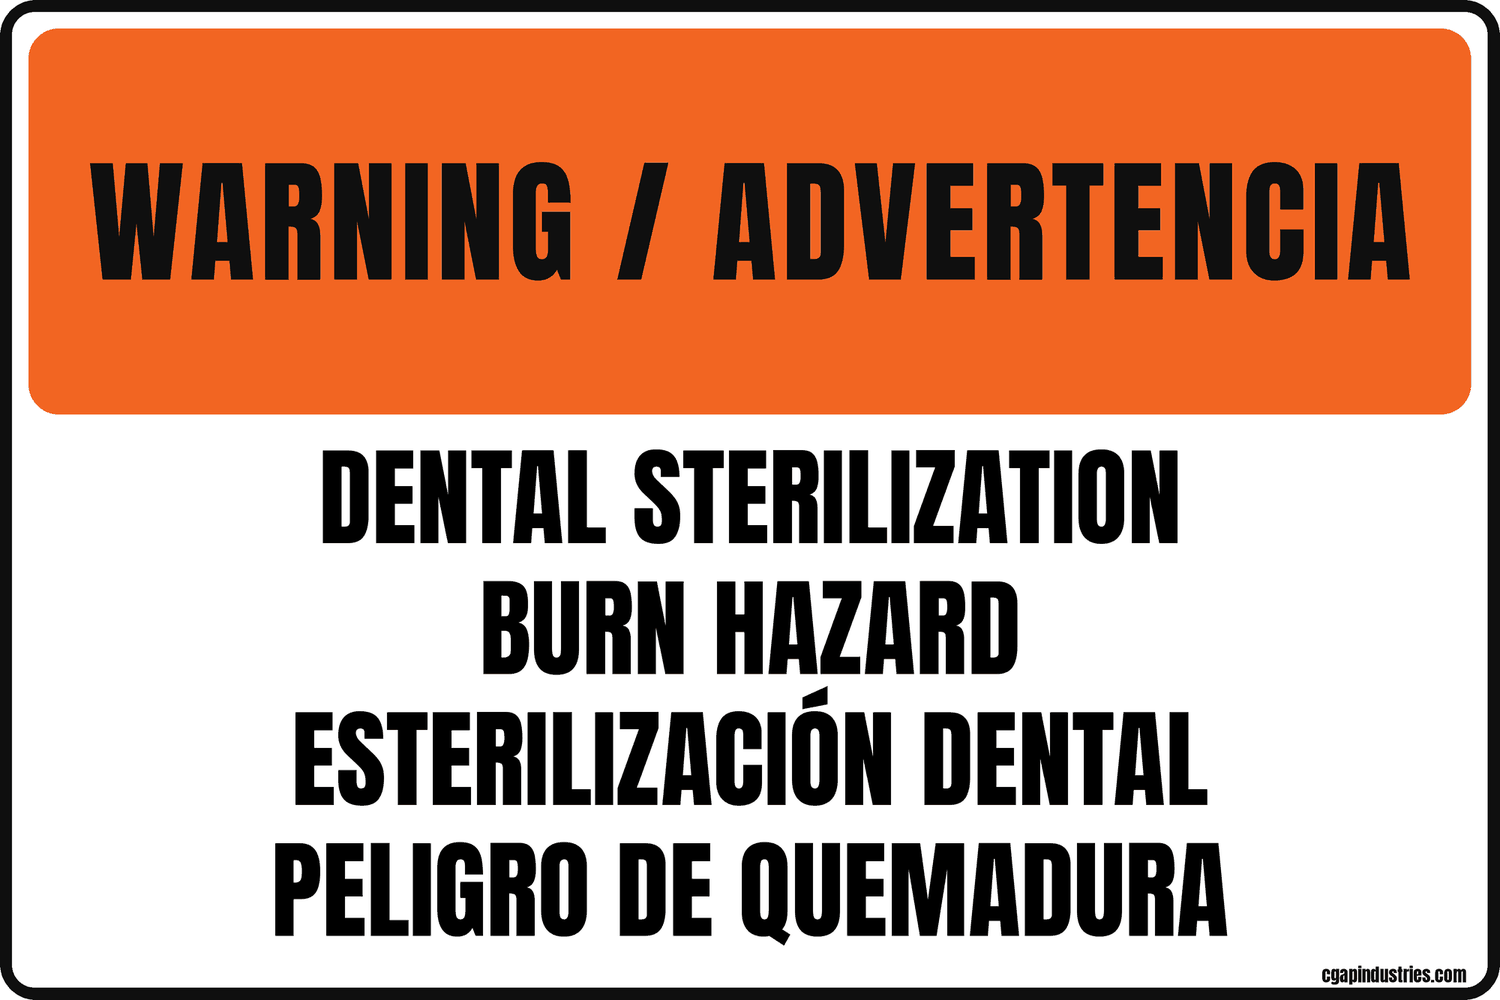 WARNING / ADVERTENCIA
DENTAL STERILIZATION
BURN HAZARD
ESTERILIZACIÓN DENTAL
PELIGRO DE QUEMADURA
cgapindustries.com